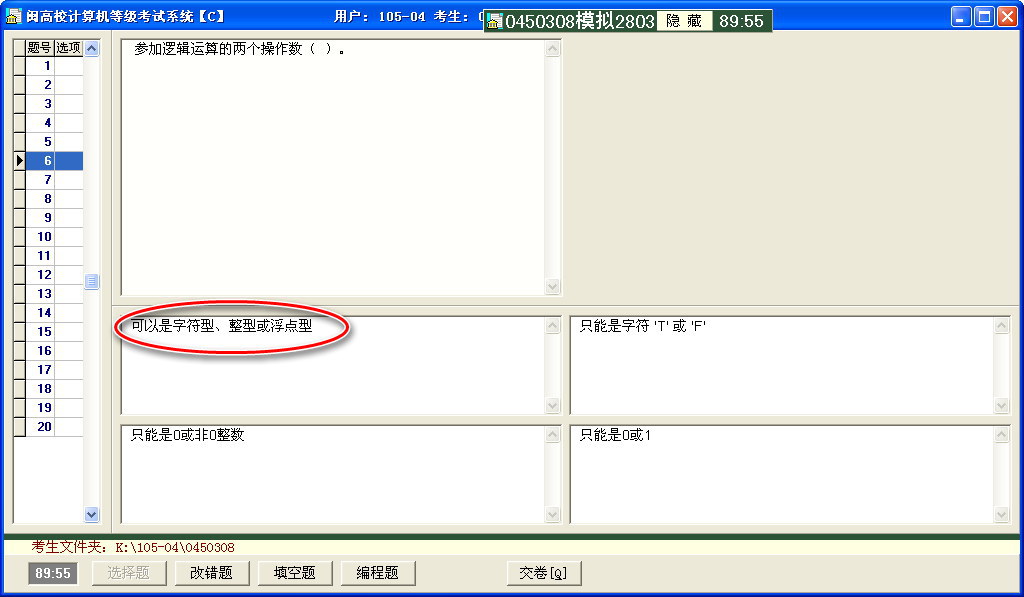 闽高校计算机等级考试系统【C】 用户: 105-04 考生:
0450308模拟2803 隐 藏 89:55
题号 选项
1
2
3
4
5
6
7
8
9
10
11
12
13
14
15
16
17
18
19
20
参加逻辑运算的两个操作数（ ）。
可以是字符型、整型或浮点型
只能是字符 'T' 或 'F'
只能是0或非0整数
只能是0或1
考生文件夹: K:\105-04\0450308
89:55 选择题 改错题 填空题 编程题 交卷[Q]